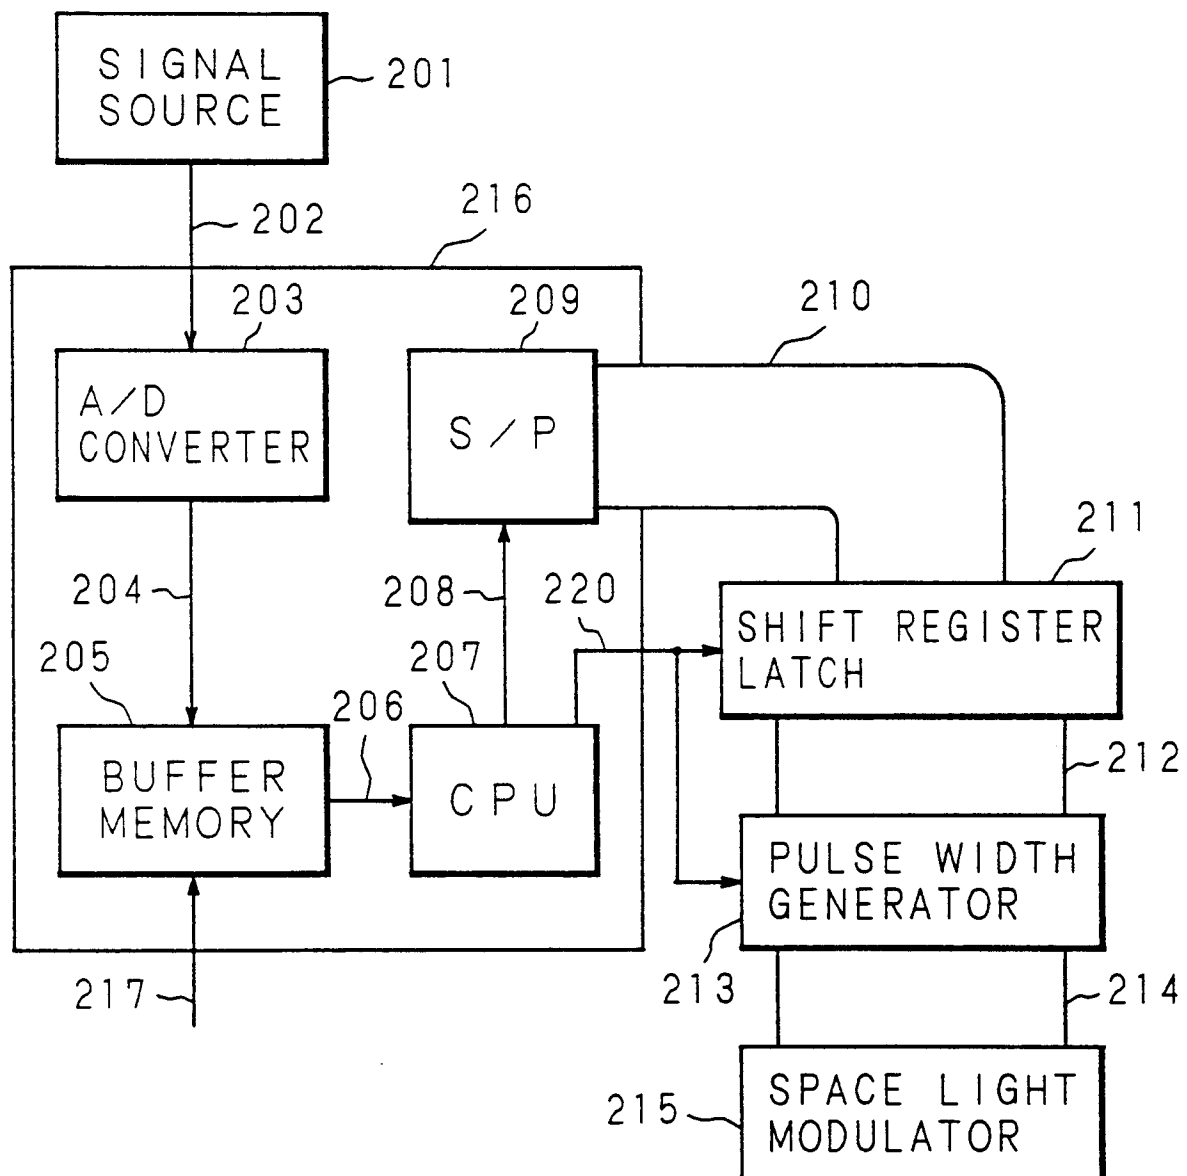 SIGNAL
SOURCE
201
202
216
203
209
210
A/D
CONVERTER
S/P
211
204
208
220
SHIFT REGISTER
LATCH
205
207
206
212
BUFFER
MEMORY
CPU
PULSE WIDTH
GENERATOR
217
213
214
SPACE LIGHT
MODULATOR
215